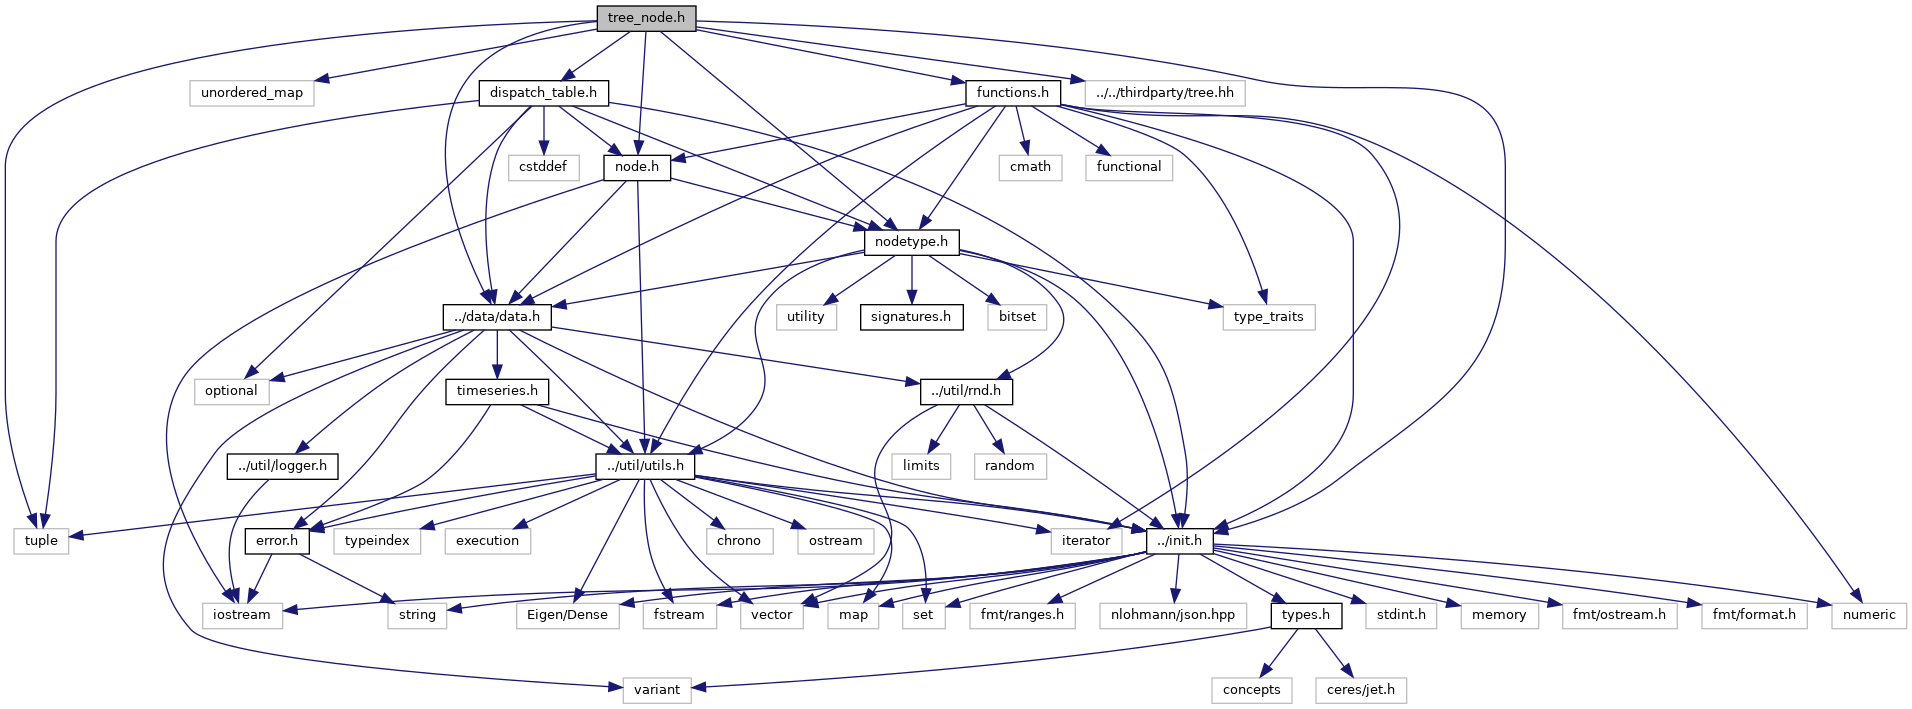 tree_node.h
unordered_map
dispatch_table.h
functions.h
../../thirdparty/tree.hh
cstddef
node.h
cmath
functional
nodetype.h
../data/data.h
utility
signatures.h
bitset
type_traits
optional
timeseries.h
../util/rnd.h
../util/logger.h
../util/utils.h
limits
random
tuple
error.h
typeindex
execution
chrono
ostream
iterator
../init.h
iostream
string
Eigen/Dense
fstream
vector
map
set
fmt/ranges.h
nlohmann/json.hpp
types.h
stdint.h
memory
fmt/ostream.h
fmt/format.h
numeric
variant
concepts
ceres/jet.h